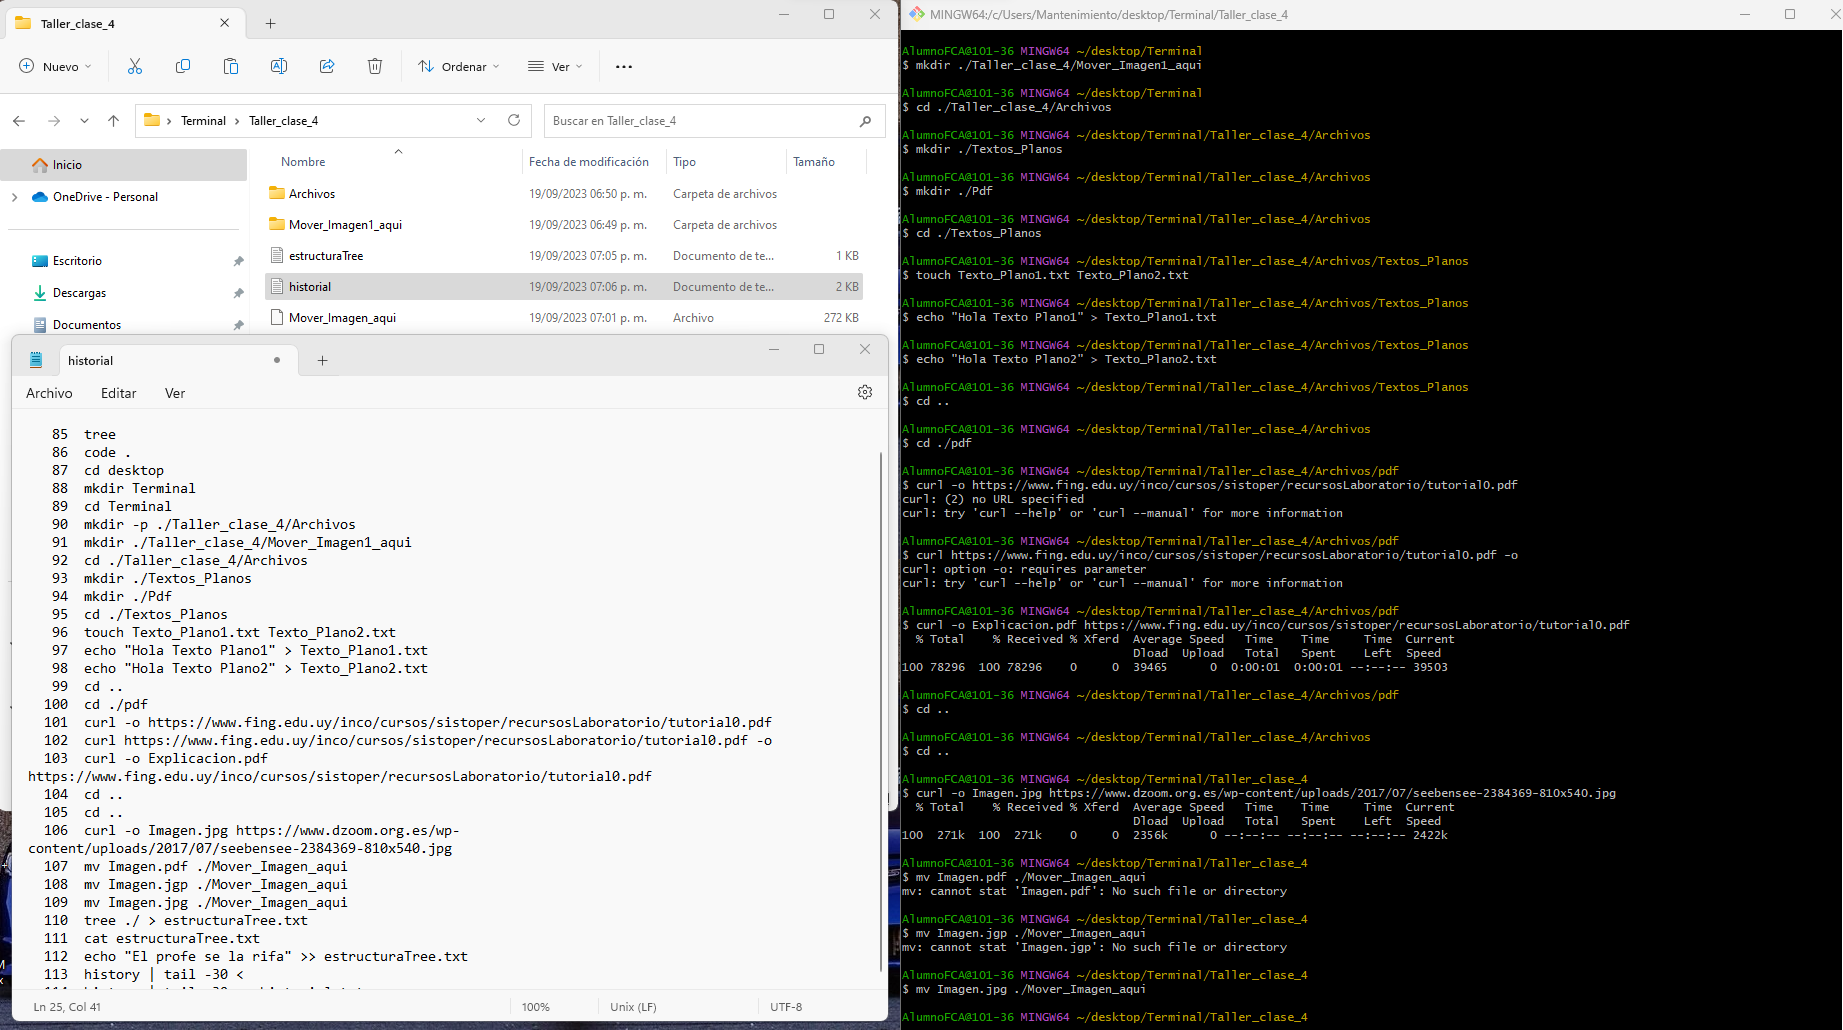 Taller_clase_4
Nuevo
Ordenar
Ver
Terminal > Taller_clase_4
Buscar en Taller_clase_4
Inicio
OneDrive - Personal
Escritorio
Descargas
Documentos
Nombre Fecha de modificación Tipo Tamaño
Archivos 19/09/2023 06:50 p. m. Carpeta de archivos
Mover_Imagen1_aqui 19/09/2023 06:49 p. m. Carpeta de archivos
estructuraTree 19/09/2023 07:05 p. m. Documento de te... 1 KB
historial 19/09/2023 07:06 p. m. Documento de te... 2 KB
Mover_Imagen_aqui 19/09/2023 07:01 p. m. Archivo 272 KB
historial
Archivo Editar Ver
85 tree
86 code .
87 cd desktop
88 mkdir Terminal
89 cd Terminal
90 mkdir -p ./Taller_clase_4/Archivos
91 mkdir ./Taller_clase_4/Mover_Imagen1_aqui
92 cd ./Taller_clase_4/Archivos
93 mkdir ./Textos_Planos
94 mkdir ./Pdf
95 cd ./Textos_Planos
96 touch Texto_Plano1.txt Texto_Plano2.txt
97 echo "Hola Texto Plano1" > Texto_Plano1.txt
98 echo "Hola Texto Plano2" > Texto_Plano2.txt
99 cd ..
100 cd ./pdf
101 curl -o https://www.fing.edu.uy/inco/cursos/sistoper/recursosLaboratorio/tutorial0.pdf
102 curl https://www.fing.edu.uy/inco/cursos/sistoper/recursosLaboratorio/tutorial0.pdf -o
103 curl -o Explicacion.pdf
https://www.fing.edu.uy/inco/cursos/sistoper/recursosLaboratorio/tutorial0.pdf
104 cd ..
105 cd ..
106 curl -o Imagen.jpg https://www.dzoom.org.es/wp-
content/uploads/2017/07/seebensee-2384369-810x540.jpg
107 mv Imagen.pdf ./Mover_Imagen_aqui
108 mv Imagen.jgp ./Mover_Imagen_aqui
109 mv Imagen.jpg ./Mover_Imagen_aqui
110 tree ./ > estructuraTree.txt
111 cat estructuraTree.txt
112 echo "El profe se la rifa" >> estructuraTree.txt
113 history | tail -30 <
Ln 25, Col 41 100% Unix (LF) UTF-8
MINGW64:/c/Users/Mantenimiento/desktop/Terminal/Taller_clase_4
AlumnoFCA@101-36 MINGW64 ~/desktop/Terminal
$ mkdir ./Taller_clase_4/Mover_Imagen1_aqui
AlumnoFCA@101-36 MINGW64 ~/desktop/Terminal
$ cd ./Taller_clase_4/Archivos
AlumnoFCA@101-36 MINGW64 ~/desktop/Terminal/Taller_clase_4/Archivos
$ mkdir ./Textos_Planos
AlumnoFCA@101-36 MINGW64 ~/desktop/Terminal/Taller_clase_4/Archivos
$ mkdir ./Pdf
AlumnoFCA@101-36 MINGW64 ~/desktop/Terminal/Taller_clase_4/Archivos
$ cd ./Textos_Planos
AlumnoFCA@101-36 MINGW64 ~/desktop/Terminal/Taller_clase_4/Archivos/Textos_Planos
$ touch Texto_Plano1.txt Texto_Plano2.txt
AlumnoFCA@101-36 MINGW64 ~/desktop/Terminal/Taller_clase_4/Archivos/Textos_Planos
$ echo "Hola Texto Plano1" > Texto_Plano1.txt
AlumnoFCA@101-36 MINGW64 ~/desktop/Terminal/Taller_clase_4/Archivos/Textos_Planos
$ echo "Hola Texto Plano2" > Texto_Plano2.txt
AlumnoFCA@101-36 MINGW64 ~/desktop/Terminal/Taller_clase_4/Archivos/Textos_Planos
$ cd ..
AlumnoFCA@101-36 MINGW64 ~/desktop/Terminal/Taller_clase_4/Archivos
$ cd ./pdf
AlumnoFCA@101-36 MINGW64 ~/desktop/Terminal/Taller_clase_4/Archivos/pdf
$ curl -o https://www.fing.edu.uy/inco/cursos/sistoper/recursosLaboratorio/tutorial0.pdf
curl: (2) no URL specified
curl: try 'curl --help' or 'curl --manual' for more information
AlumnoFCA@101-36 MINGW64 ~/desktop/Terminal/Taller_clase_4/Archivos/pdf
$ curl https://www.fing.edu.uy/inco/cursos/sistoper/recursosLaboratorio/tutorial0.pdf -o
curl: option -o: requires parameter
curl: try 'curl --help' or 'curl --manual' for more information
AlumnoFCA@101-36 MINGW64 ~/desktop/Terminal/Taller_clase_4/Archivos/pdf
$ curl -o Explicacion.pdf https://www.fing.edu.uy/inco/cursos/sistoper/recursosLaboratorio/tutorial0.pdf
% Total % Received % Xferd Average Speed Time Time Time Current
Dload Upload Total Spent Left Speed
100 78296 100 78296 0 0 39465 0 0:00:01 0:00:01 --:--:-- 39503
AlumnoFCA@101-36 MINGW64 ~/desktop/Terminal/Taller_clase_4/Archivos/pdf
$ cd ..
AlumnoFCA@101-36 MINGW64 ~/desktop/Terminal/Taller_clase_4/Archivos
$ cd ..
AlumnoFCA@101-36 MINGW64 ~/desktop/Terminal/Taller_clase_4
$ curl -o Imagen.jpg https://www.dzoom.org.es/wp-content/uploads/2017/07/seebensee-2384369-810x540.jpg
% Total % Received % Xferd Average Speed Time Time Time Current
Dload Upload Total Spent Left Speed
100 271k 100 271k 0 0 2356k 0 --:--:-- --:--:-- --:--:-- 2422k
AlumnoFCA@101-36 MINGW64 ~/desktop/Terminal/Taller_clase_4
$ mv Imagen.pdf ./Mover_Imagen_aqui
mv: cannot stat 'Imagen.pdf': No such file or directory
AlumnoFCA@101-36 MINGW64 ~/desktop/Terminal/Taller_clase_4
$ mv Imagen.jgp ./Mover_Imagen_aqui
mv: cannot stat 'Imagen.jgp': No such file or directory
AlumnoFCA@101-36 MINGW64 ~/desktop/Terminal/Taller_clase_4
$ mv Imagen.jpg ./Mover_Imagen_aqui
AlumnoFCA@101-36 MINGW64 ~/desktop/Terminal/Taller_clase_4